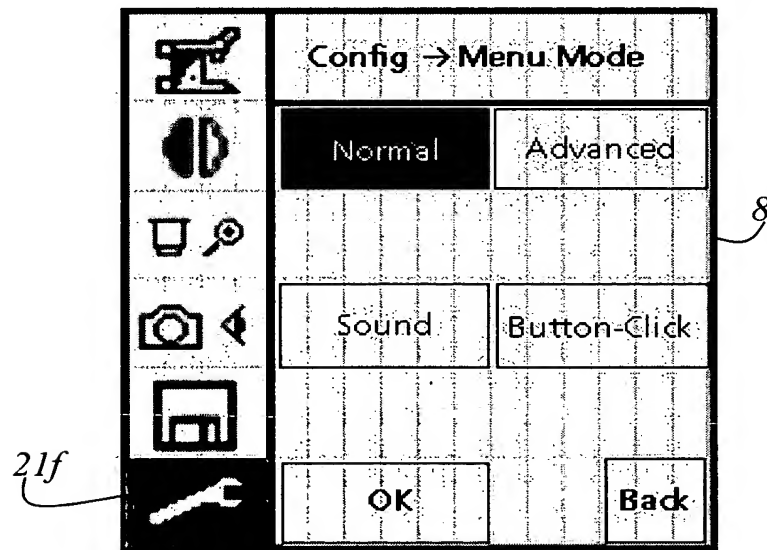 Config → Menu Mode
Normal Advanced
8
Sound Button-Click
21f
OK Back